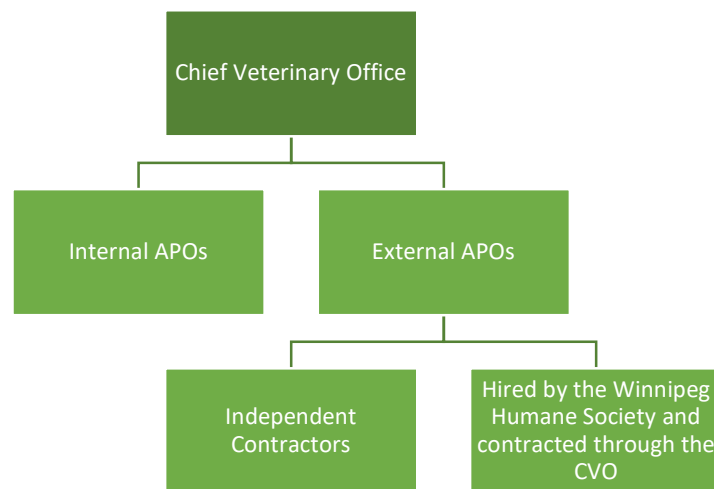 Chief Veterinary Office
Internal APOs
External APOs
Independent
Contractors
Hired by the Winnipeg
Humane Society and
contracted through the
CVO